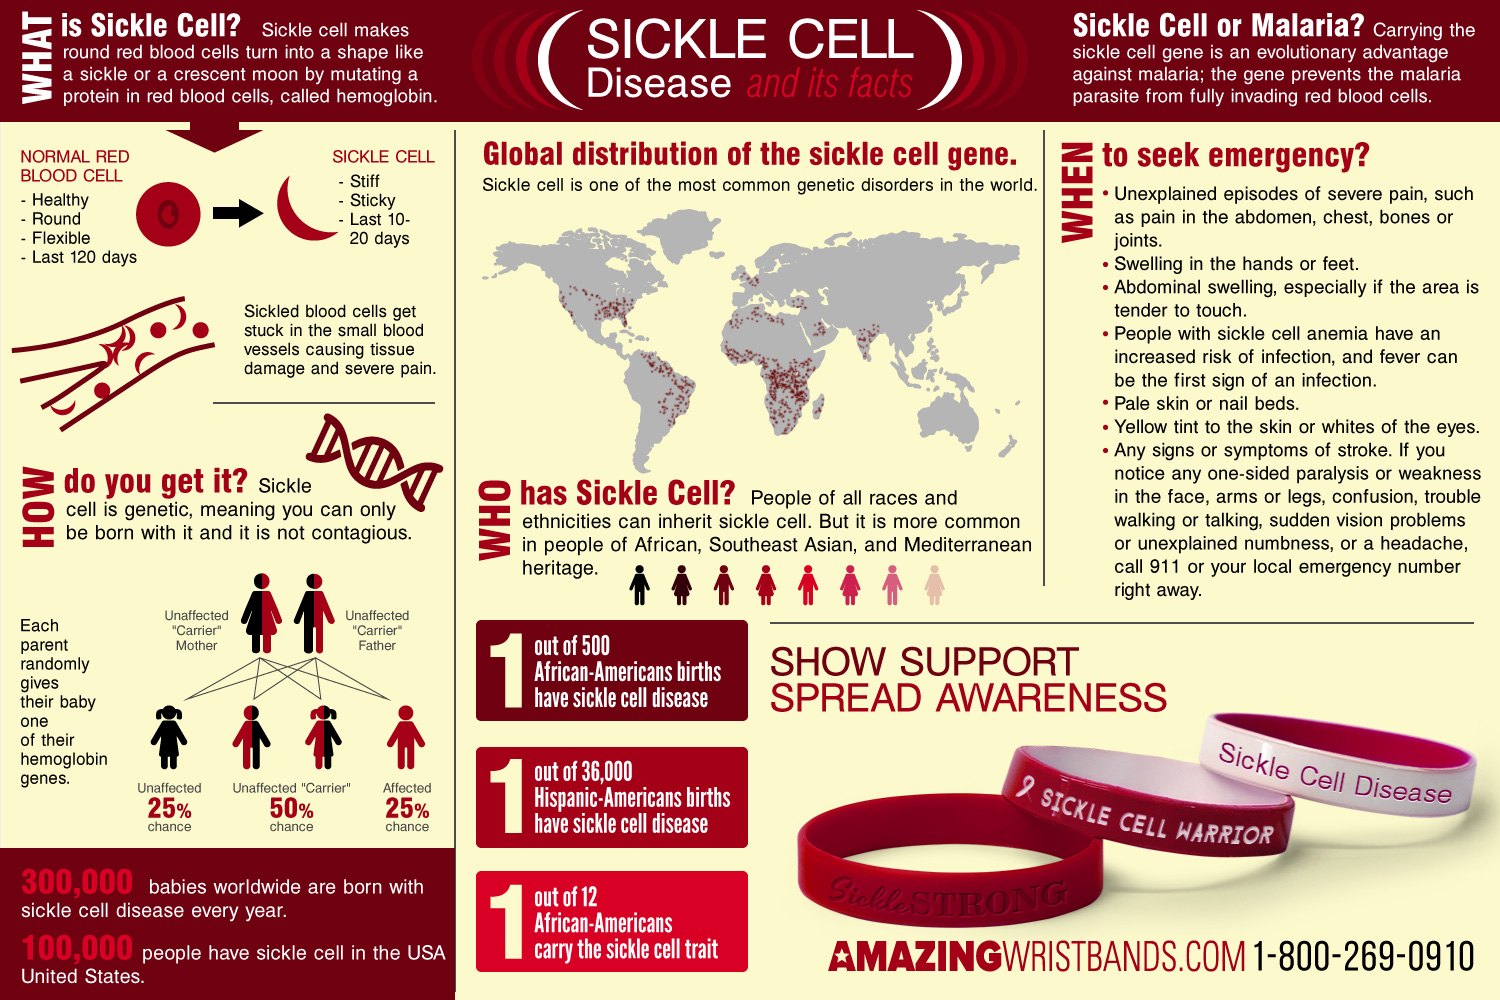 WHAT is Sickle Cell? Sickle cell makes
round red blood cells turn into a shape like
a sickle or a crescent moon by mutating a
protein in red blood cells, called hemoglobin.
SICKLE CELL
Disease and its facts
Sickle Cell or Malaria? Carrying the
sickle cell gene is an evolutionary advantage
against malaria; the gene prevents the malaria
parasite from fully invading red blood cells.
NORMAL RED
BLOOD CELL
- Healthy
- Round
- Flexible
- Last 120 days
SICKLE CELL
- Stiff
- Sticky
- Last 10-
20 days
Sickled blood cells get
stuck in the small blood
vessels causing tissue
damage and severe pain.
HOW do you get it? Sickle
cell is genetic, meaning you can only
be born with it and it is not contagious.
Unaffected
"Carrier"
Mother
Unaffected
"Carrier"
Father
Each
parent
randomly
gives
their baby
one
of their
hemoglobin
genes.
Unaffected
25%
chance
Unaffected "Carrier"
50%
chance
Affected
25%
chance
300,000 babies worldwide are born with
sickle cell disease every year.
100,000 people have sickle cell in the USA
United States.
Global distribution of the sickle cell gene.
Sickle cell is one of the most common genetic disorders in the world.
WHO has Sickle Cell? People of all races and
ethnicities can inherit sickle cell. But it is more common
in people of African, Southeast Asian, and Mediterranean
heritage.
1 out of 500
African-Americans births
have sickle cell disease
1 out of 36,000
Hispanic-Americans births
have sickle cell disease
1 out of 12
African-Americans
carry the sickle cell trait
WHEN to seek emergency?
• Unexplained episodes of severe pain, such
as pain in the abdomen, chest, bones or
joints.
• Swelling in the hands or feet.
• Abdominal swelling, especially if the area is
tender to touch.
• People with sickle cell anemia have an
increased risk of infection, and fever can
be the first sign of an infection.
• Pale skin or nail beds.
• Yellow tint to the skin or whites of the eyes.
• Any signs or symptoms of stroke. If you
notice any one-sided paralysis or weakness
in the face, arms or legs, confusion, trouble
walking or talking, sudden vision problems
or unexplained numbness, or a headache,
call 911 or your local emergency number
right away.
SHOW SUPPORT
SPREAD AWARENESS
Sickle Cell Disease
SICKLE CELL WARRIOR
Sickle STRONG
AMAZINGWRISTBANDS.COM 1-800-269-0910